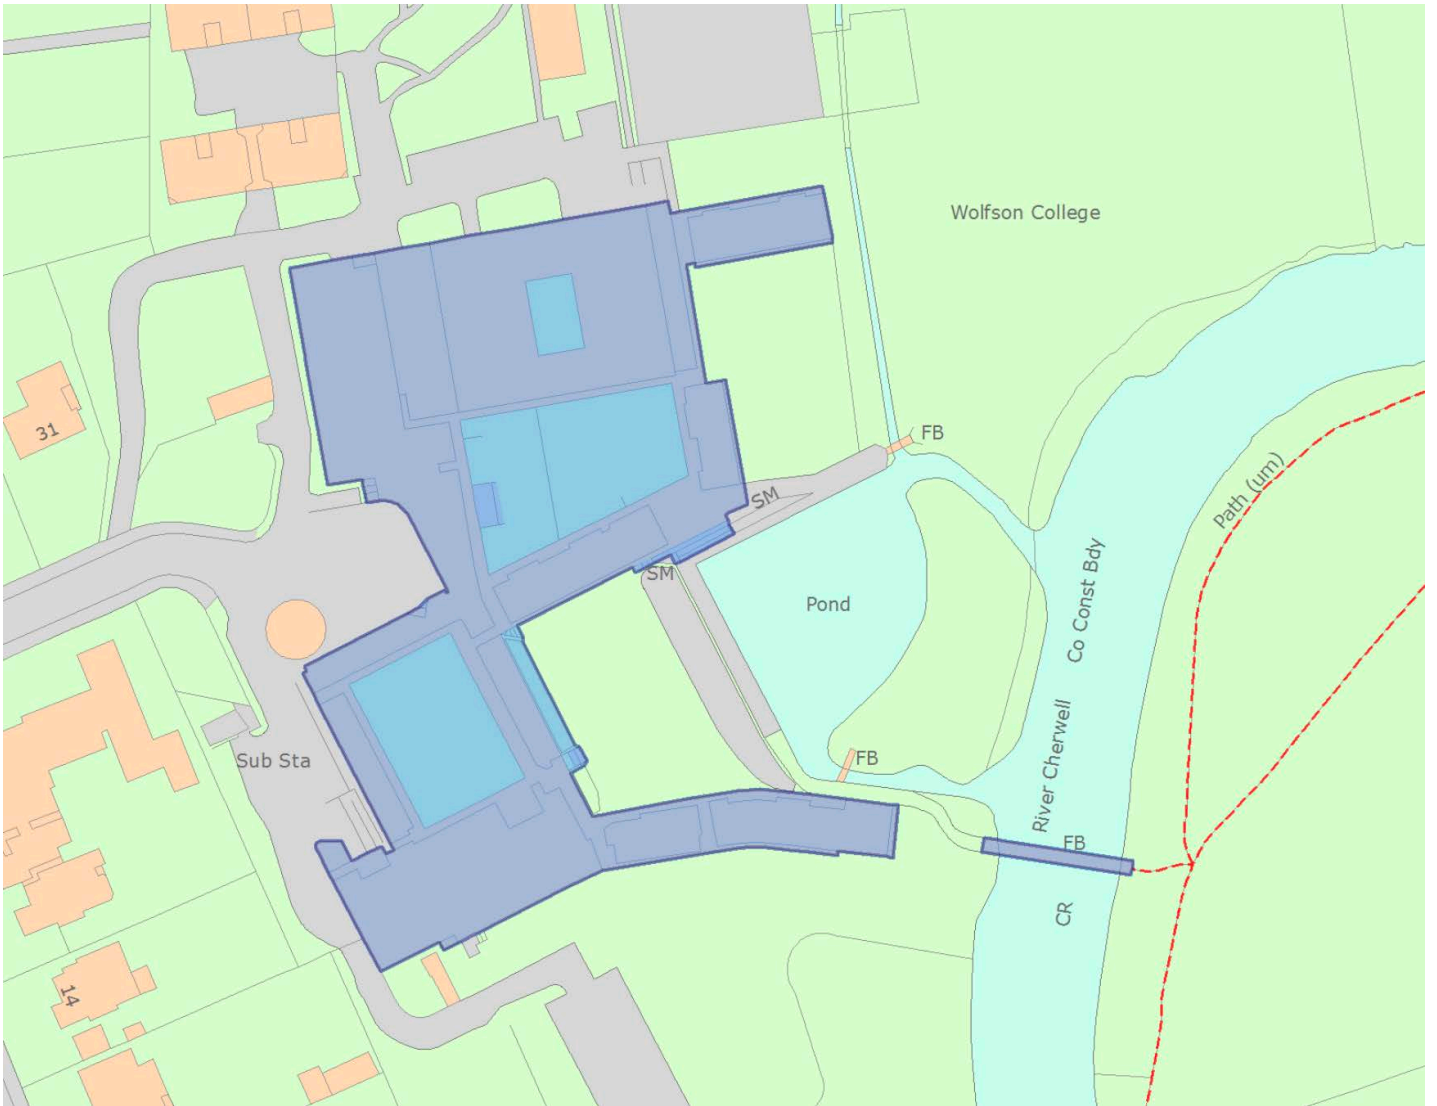 Wolfson College
31
FB
Path (um)
SM
Co Const Bdy
SM
Pond
Sub Sta
FB
River Cherwell
FB
CR
14